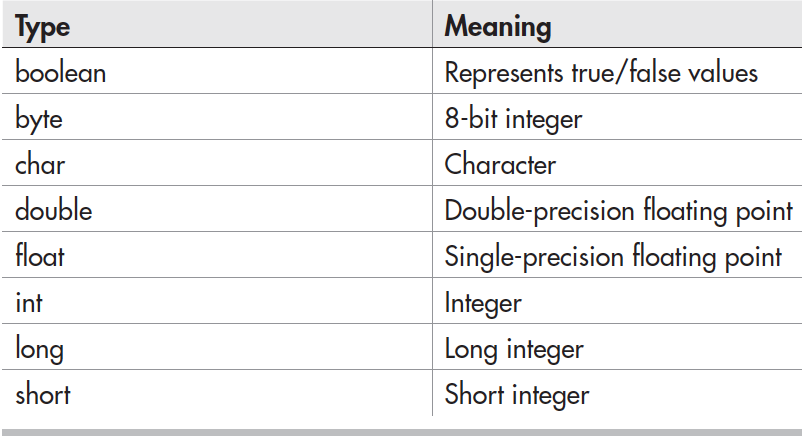 Type Meaning
boolean Represents true/false values
byte 8-bit integer
char Character
double Double-precision floating point
float Single-precision floating point
int Integer
long Long integer
short Short integer